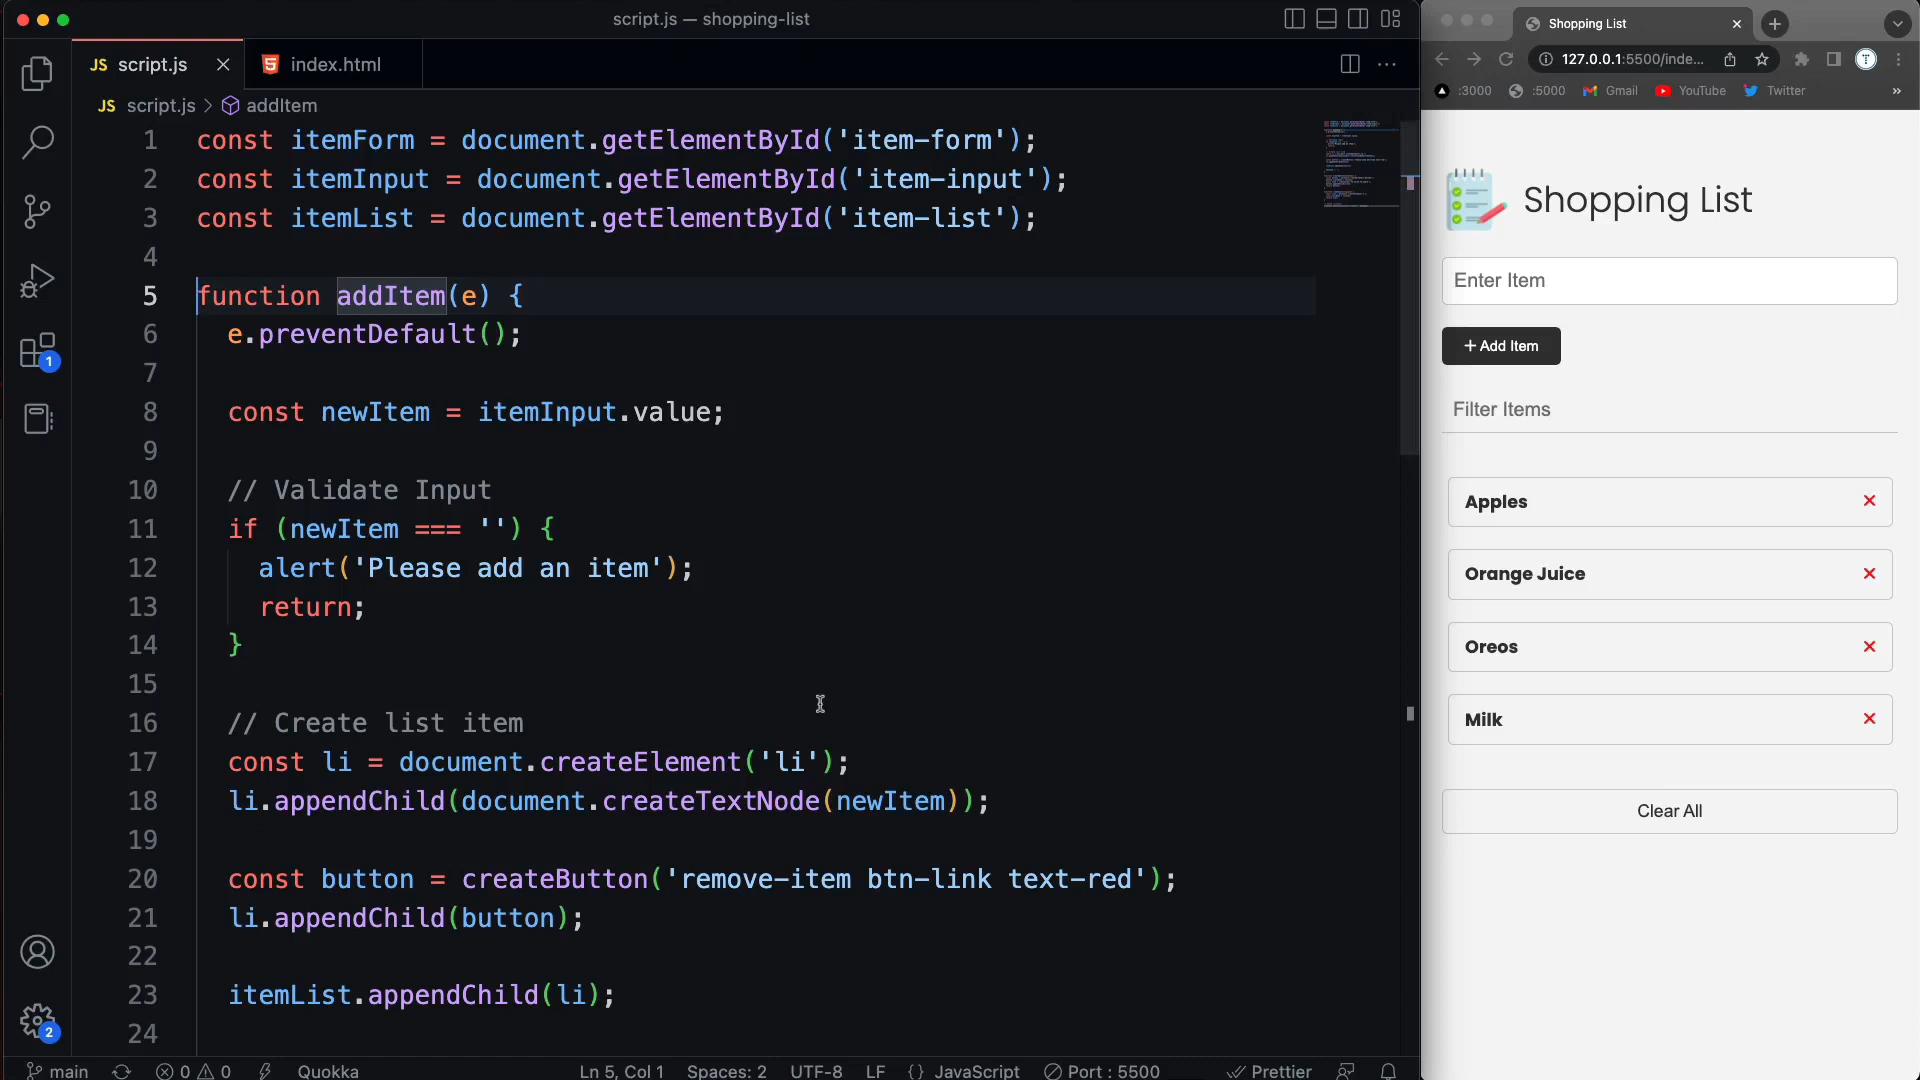 script.js — shopping-list
JS script.js
index.html
JS script.js > addItem
1 const itemForm = document.getElementById('item-form');
2 const itemInput = document.getElementById('item-input');
3 const itemList = document.getElementById('item-list');
4
5 function addItem(e) {
6 e.preventDefault();
7
8 const newItem = itemInput.value;
9
10 // Validate Input
11 if (newItem === '') {
12 alert('Please add an item');
13 return;
14 }
15
16 // Create list item
17 const li = document.createElement('li');
18 li.appendChild(document.createTextNode(newItem));
19
20 const button = createButton('remove-item btn-link text-red');
21 li.appendChild(button);
22
23 itemList.appendChild(li);
24
1
2
main 0 0 Quokka Ln 5, Col 1 Spaces: 2 UTF-8 LF {} JavaScript Port : 5500 Prettier
Shopping List
127.0.0.1:5500/inde...
:3000 :5000 Gmail YouTube Twitter »
Shopping List
Enter Item
+ Add Item
Filter Items
Apples
Orange Juice
Oreos
Milk
Clear All